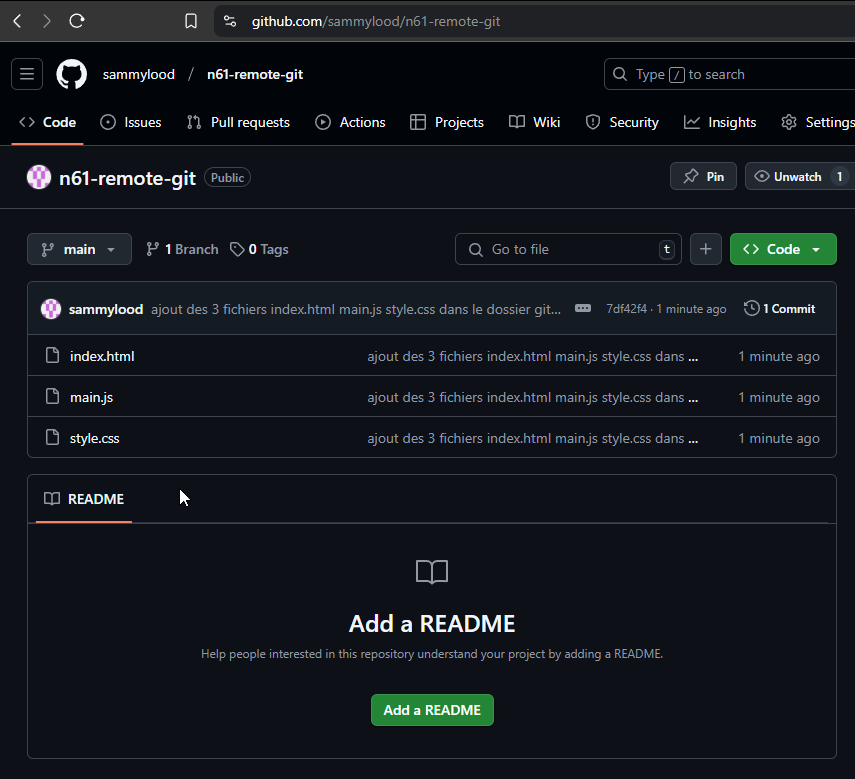 github.com/sammylood/n61-remote-git
sammylood / n61-remote-git
Type / to search
Code Issues Pull requests Actions Projects Wiki Security Insights Settings
n61-remote-git Public
Pin Unwatch 1
main 1 Branch 0 Tags Go to file t Code
sammylood ajout des 3 fichiers index.html main.js style.css dans le dossier git... 7df42f4 · 1 minute ago 1 Commit
index.html ajout des 3 fichiers index.html main.js style.css dans ... 1 minute ago
main.js ajout des 3 fichiers index.html main.js style.css dans ... 1 minute ago
style.css ajout des 3 fichiers index.html main.js style.css dans ... 1 minute ago
README
Add a README
Help people interested in this repository understand your project by adding a README.
Add a README